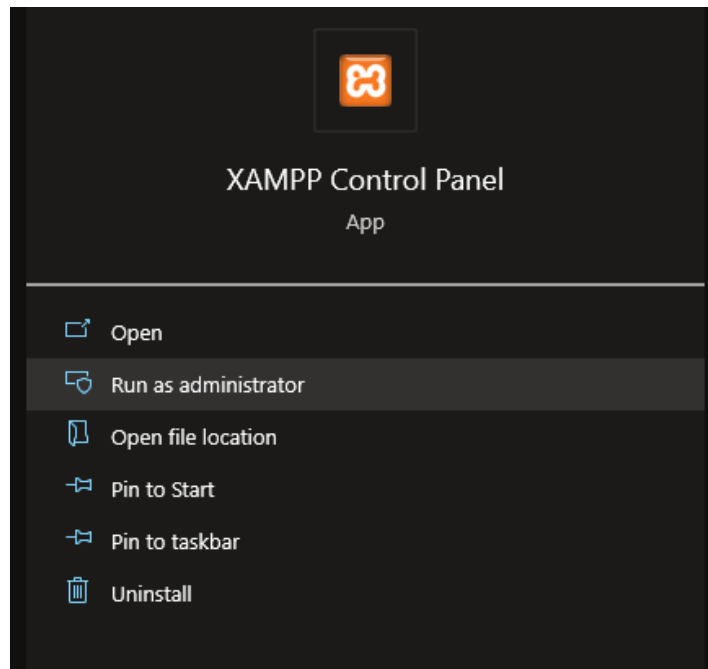 XAMPP Control Panel
App
Open
Run as administrator
Open file location
Pin to Start
Pin to taskbar
Uninstall